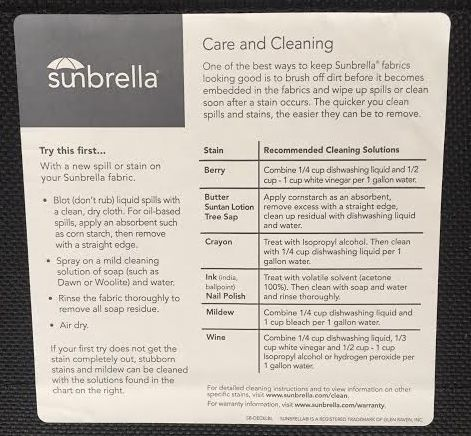 sunbrella®
Care and Cleaning
One of the best ways to keep Sunbrella® fabrics
looking good is to brush off dirt before it becomes
embedded in the fabrics and wipe up spills or clean
soon after a stain occurs. The quicker you clean
spills and stains, the easier they can be to remove.
Try this first...
With a new spill or stain on
your Sunbrella fabric.
• Blot (don't rub) liquid spills with
a clean, dry cloth. For oil-based
spills, apply an absorbent such
as corn starch, then remove
with a straight edge.
• Spray on a mild cleaning
solution of soap (such as
Dawn or Woolite) and water.
• Rinse the fabric thoroughly to
remove all soap residue.
• Air dry.
If your first try does not get the
stain completely out, stubborn
stains and mildew can be cleaned
with the solutions found in the
chart on the right.
Stain Recommended Cleaning Solutions
Berry Combine 1/4 cup dishwashing liquid and 1/2
cup - 1 cup white vinegar per 1 gallon water.
Butter Apply cornstarch as an absorbent,
Suntan Lotion remove excess with a straight edge,
Tree Sap clean up residual with dishwashing liquid
and water.
Crayon Treat with Isopropyl alcohol. Then clean
with 1/4 cup dishwashing liquid per 1
gallon water.
Ink (india, Treat with volatile solvent (acetone
ballpoint) 100%). Then clean with soap and water
Nail Polish and rinse thoroughly.
Mildew Combine 1/4 cup dishwashing liquid and
1 cup bleach per 1 gallon water.
Wine Combine 1/4 cup dishwashing liquid, 1/3
cup white vinegar and 1/2 cup - 1 cup
Isopropyl alcohol or hydrogen peroxide per
1 gallon water.
For detailed cleaning instructions and to view information on other
specific stains, visit www.sunbrella.com/clean.
For warranty information, visit www.sunbrella.com/warranty.
SUNBRELLA® IS A REGISTERED TRADEMARK OF GLEN RAVEN, INC